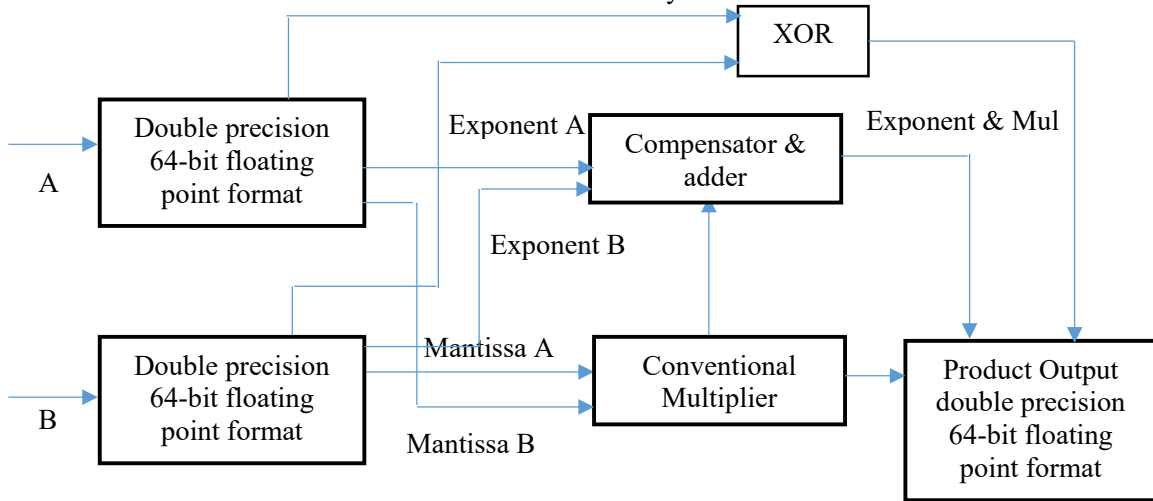 XOR
Double precision
64-bit floating
point format
A
Exponent A
Compensator &
adder
Exponent & Mul
Exponent B
Double precision
64-bit floating
point format
B
Mantissa A
Mantissa B
Conventional
Multiplier
Product Output
double precision
64-bit floating
point format